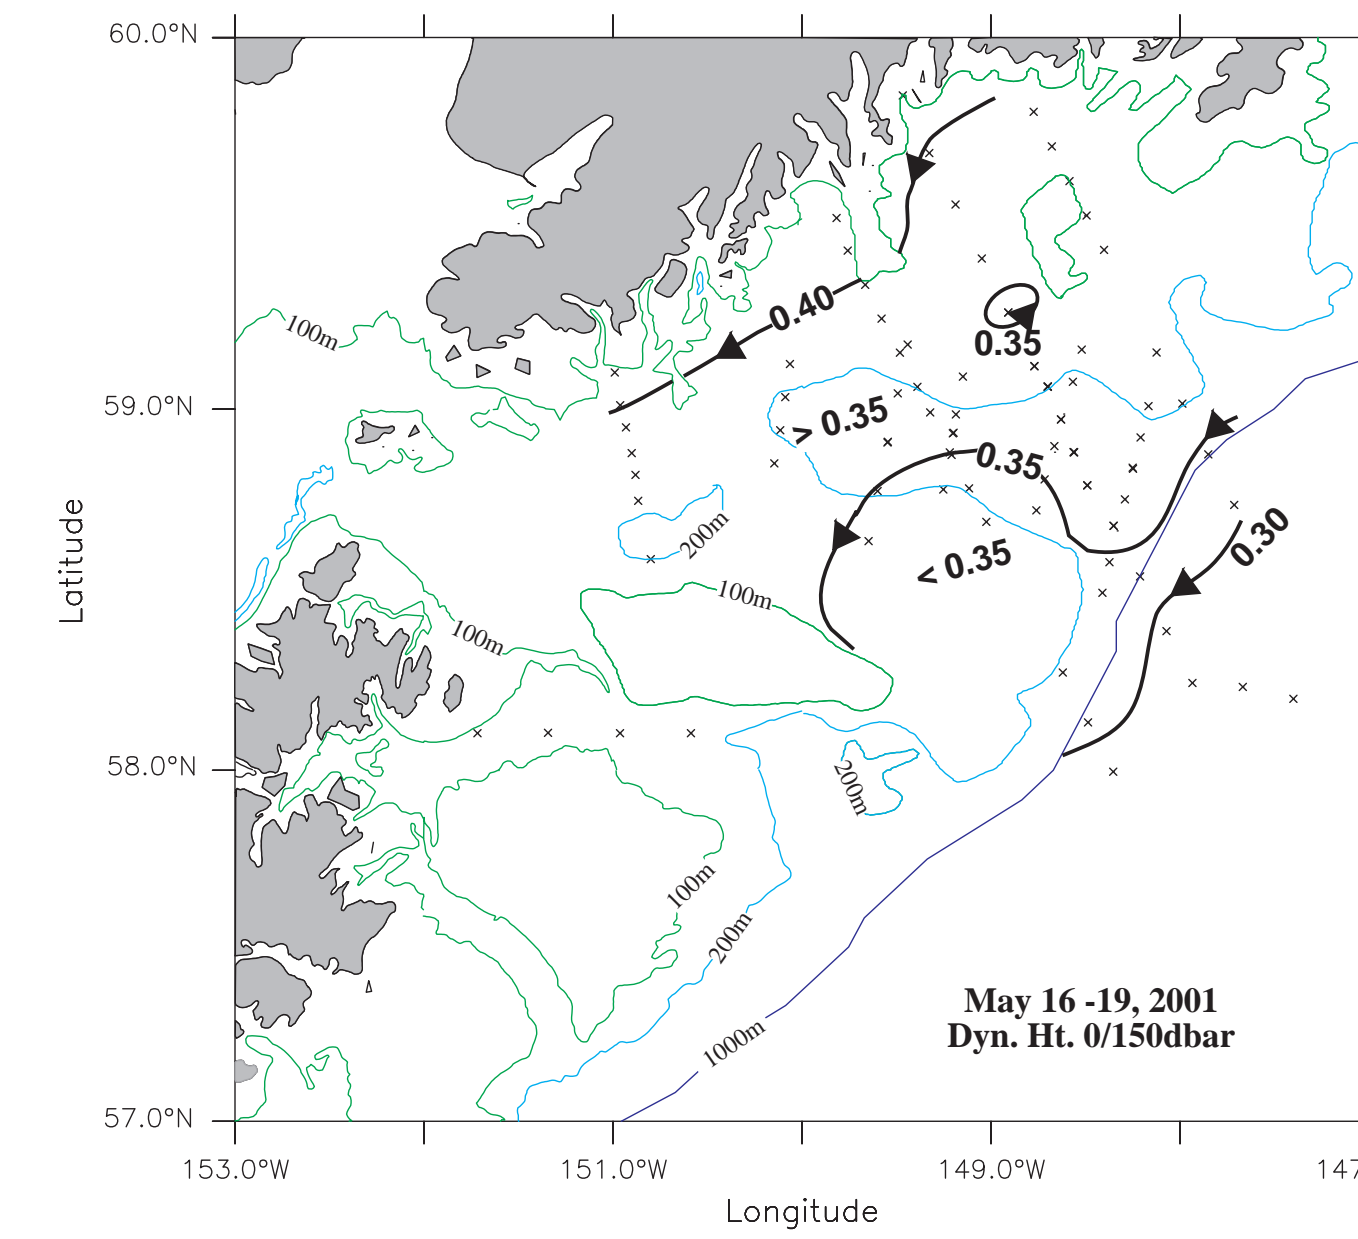 60.0°N
100m
0.40
0.35
59.0°N
> 0.35
0.35
200m
0.30
< 0.35
Latitude
100m
100m
58.0°N
200m
100m
200m
May 16 -19, 2001
Dyn. Ht. 0/150dbar
1000m
57.0°N
153.0°W
151.0°W
149.0°W
147
Longitude